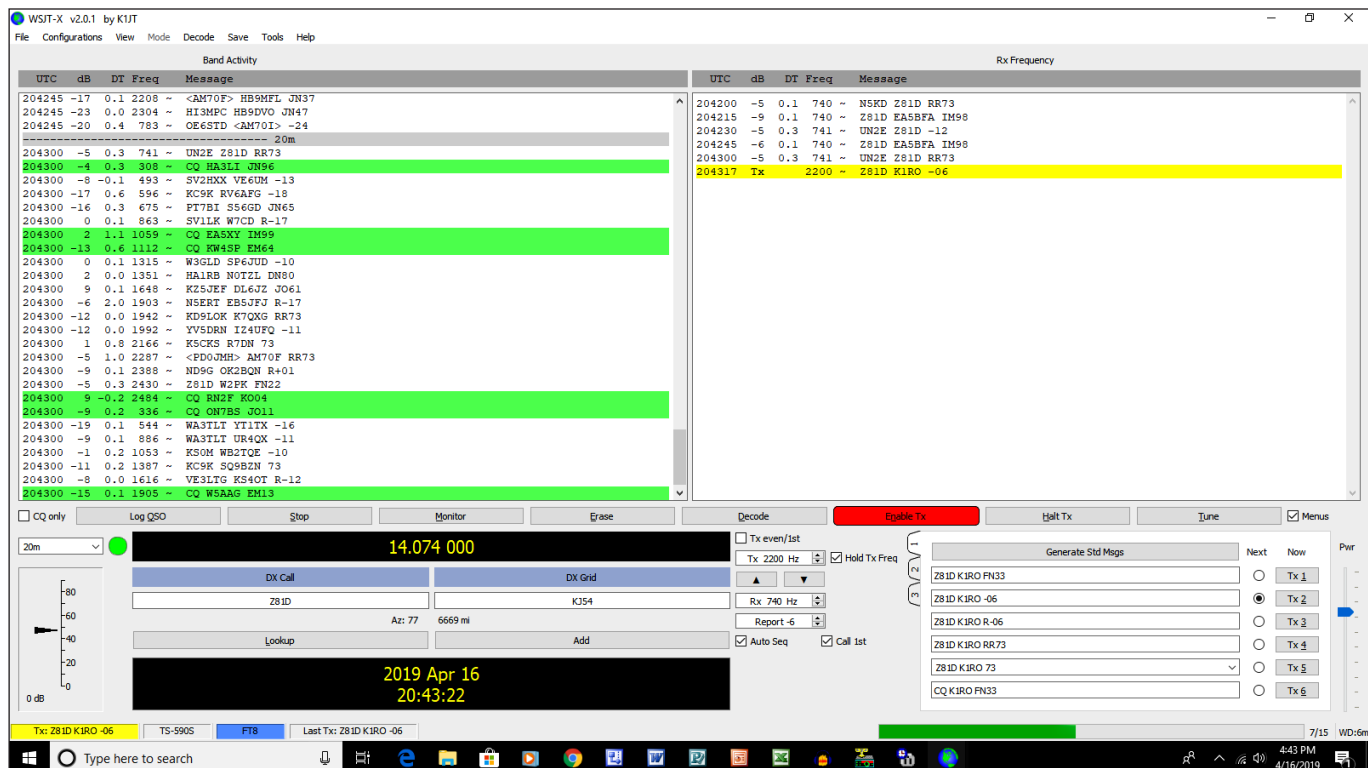 WSJT-X v2.0.1 by K1JT
File Configurations View Mode Decode Save Tools Help
Band Activity
UTC dB DT Freq Message
204245 -17 0.1 2208 ~ <AM70F> HB9MFL JN37
204245 -23 0.0 2304 ~ HI3MPC HB9DVO JN47
204245 -20 0.4 783 ~ OE6STD <AM70I> -24
------------------------------------ 20m
204300 -5 0.3 741 ~ UN2E Z81D RR73
204300 -4 0.3 308 ~ CQ HA3LI JN96
204300 -8 -0.1 493 ~ SV2HXX VE6UM -13
204300 -17 0.6 596 ~ KC9K RV6AFG -18
204300 -16 0.3 675 ~ PT7BI S56GD JN65
204300 0 0.1 863 ~ SV1LK W7CD R-17
204300 2 1.1 1059 ~ CQ EA5XY IM99
204300 -13 0.6 1112 ~ CQ KW4SP EM64
204300 0 0.1 1315 ~ W3GLD SP6JUD -10
204300 2 0.0 1351 ~ HA1RB N0TZL DN80
204300 9 0.1 1648 ~ KZ5JEF DL6JZ JO61
204300 -6 2.0 1903 ~ N5ERT EB5JFJ R-17
204300 -12 0.0 1942 ~ KD9LOK K7QXG RR73
204300 -12 0.0 1992 ~ YV5DRN IZ4UFQ -11
204300 1 0.8 2166 ~ K5CKS R7DN 73
204300 -5 1.0 2287 ~ <PD0JMH> AM70F RR73
204300 -9 0.1 2388 ~ ND9G OK2BQN R+01
204300 -5 0.3 2430 ~ Z81D W2PK FN22
204300 9 -0.2 2484 ~ CQ RN2F KO04
204300 -9 0.2 336 ~ CQ ON7BS JO11
204300 -19 0.1 544 ~ WA3TLT YT1TX -16
204300 -9 0.1 886 ~ WA3TLT UR4QX -11
204300 -1 0.2 1053 ~ KS0M WB2TQE -10
204300 -11 0.2 1387 ~ KC9K SQ9BZN 73
204300 -8 0.0 1616 ~ VE3LTG KS4OT R-12
204300 -15 0.1 1905 ~ CQ W5AAG EM13
Rx Frequency
UTC dB DT Freq Message
204200 -5 0.1 740 ~ N5KD Z81D RR73
204215 -9 0.1 740 ~ Z81D EA5BFA IM98
204230 -5 0.3 741 ~ UN2E Z81D -12
204245 -6 0.1 740 ~ Z81D EA5BFA IM98
204300 -5 0.3 741 ~ UN2E Z81D RR73
204317 Tx 2200 ~ Z81D K1RO -06
CQ only Log QSO Stop Monitor Erase Decode Enable Tx Halt Tx Tune Menus
20m
14.074 000
DX Call DX Grid
Z81D KJ54
Az: 77 6669 mi
Lookup Add
2019 Apr 16
20:43:22
-80
-60
-40
-20
-0
0 dB
Tx even/1st
Tx 2200 Hz Hold Tx Freq
▲ ▼
Rx 740 Hz
Report -6
Auto Seq Call 1st
1
2
3
Generate Std Msgs Next Now Pwr
Z81D K1RO FN33 Tx 1
Z81D K1RO -06 Tx 2
Z81D K1RO R-06 Tx 3
Z81D K1RO RR73 Tx 4
Z81D K1RO 73 Tx 5
CQ K1RO FN33 Tx 6
Tx: Z81D K1RO -06 TS-590S FT8 Last Tx: Z81D K1RO -06 7/15 WD:6m
Type here to search
4:43 PM
4/16/2019